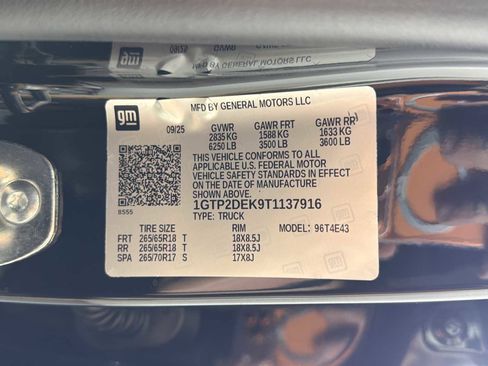 MFD BY GENERAL MOTORS LLC
gm
09/25 GVWR GAWR FRT GAWR RR
2835 KG 1588 KG 1633 KG
6250 LB 3500 LB 3600 LB
THIS VEHICLE CONFORMS TO ALL
APPLICABLE U.S. FEDERAL MOTOR
VEHICLE SAFETY STANDARDS IN EFFECT
ON THE DATE OF MANUFACTURE
SHOWN ABOVE.
1GTP2DEK9T1137916
TYPE: TRUCK
8555
TIRE SIZE RIM MODEL: 96T4E43
FRT 265/65R18 T 18X8.5J
RR 265/65R18 T 18X8.5J
SPA 265/70R17 S 17X8J